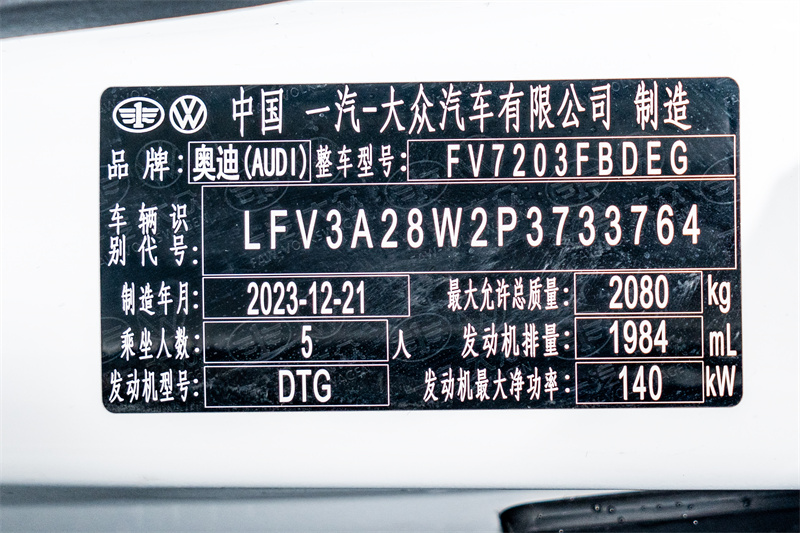 中国 一汽-大众汽车有限公司 制造
品牌: 奥迪(AUDI) 整车型号: FV7203FBDEG
车辆识别代号: LFV3A28W2P3733764
制造年月: 2023-12-21 最大允许总质量: 2080 kg
乘坐人数: 5 人 发动机排量: 1984 mL
发动机型号: DTG 发动机最大净功率: 140 kW